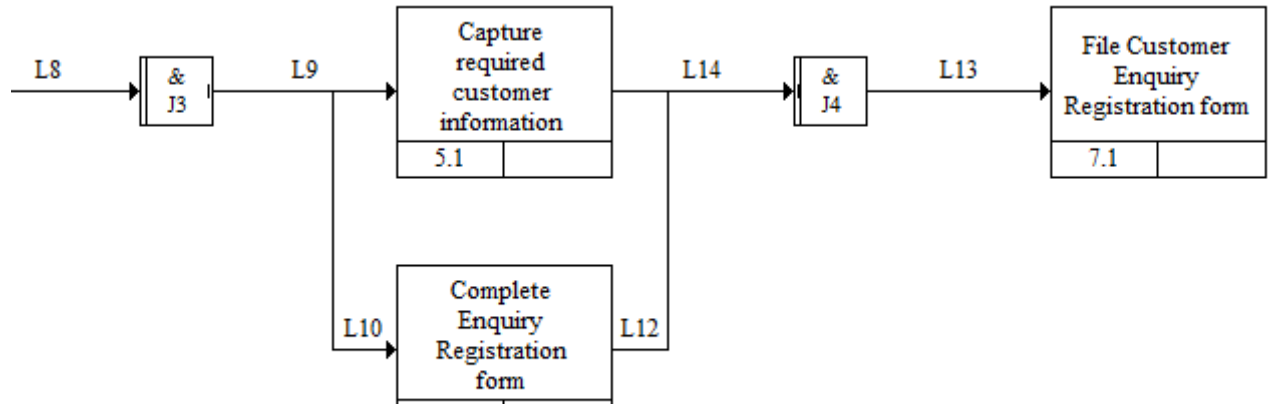 L8
&
J3
L9
Capture
required
customer
information
5.1
L14
&
J4
L13
File Customer
Enquiry
Registration form
7.1
L10
Complete
Enquiry
Registration
form
L12